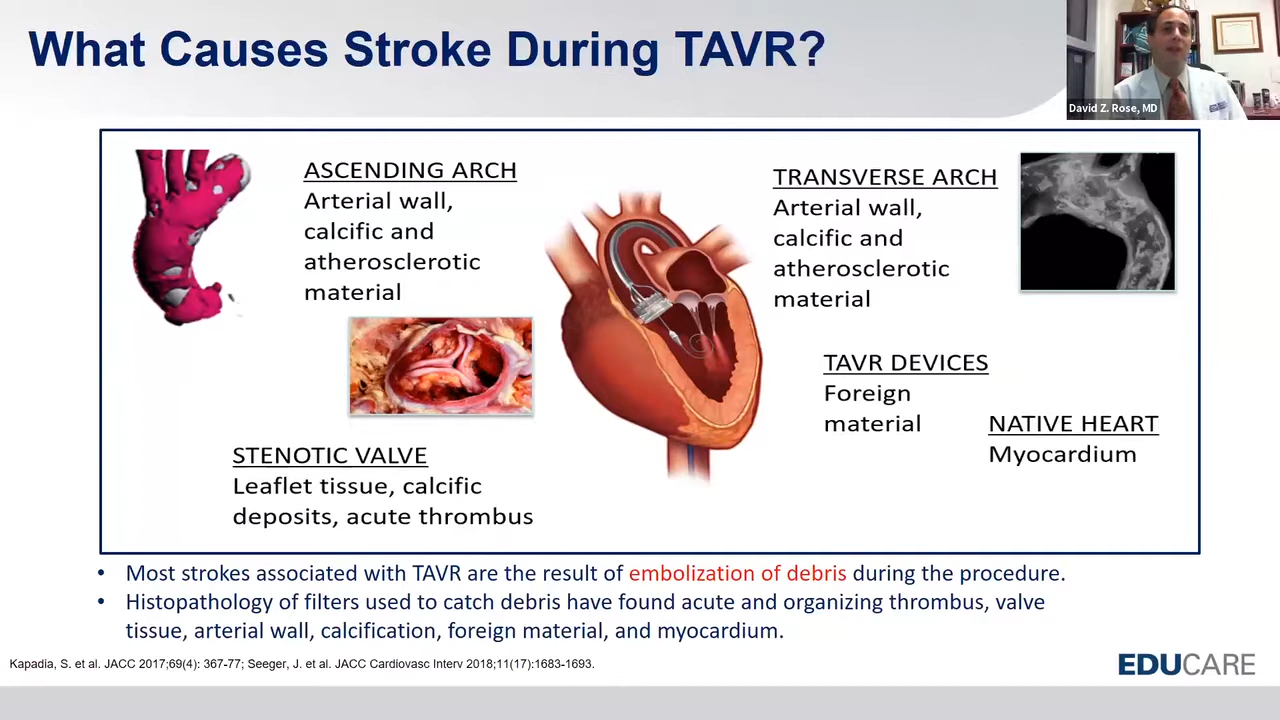 What Causes Stroke During TAVR?
David Z. Rose, MD
ASCENDING ARCH
Arterial wall,
calcific and
atherosclerotic
material
TRANSVERSE ARCH
Arterial wall,
calcific and
atherosclerotic
material
TAVR DEVICES
Foreign
material
NATIVE HEART
Myocardium
STENOTIC VALVE
Leaflet tissue, calcific
deposits, acute thrombus
• Most strokes associated with TAVR are the result of embolization of debris during the procedure.
• Histopathology of filters used to catch debris have found acute and organizing thrombus, valve
tissue, arterial wall, calcification, foreign material, and myocardium.
Kapadia, S. et al. JACC 2017;69(4): 367-77; Seeger, J. et al. JACC Cardiovasc Interv 2018;11(17):1683-1693.
EDUCARE